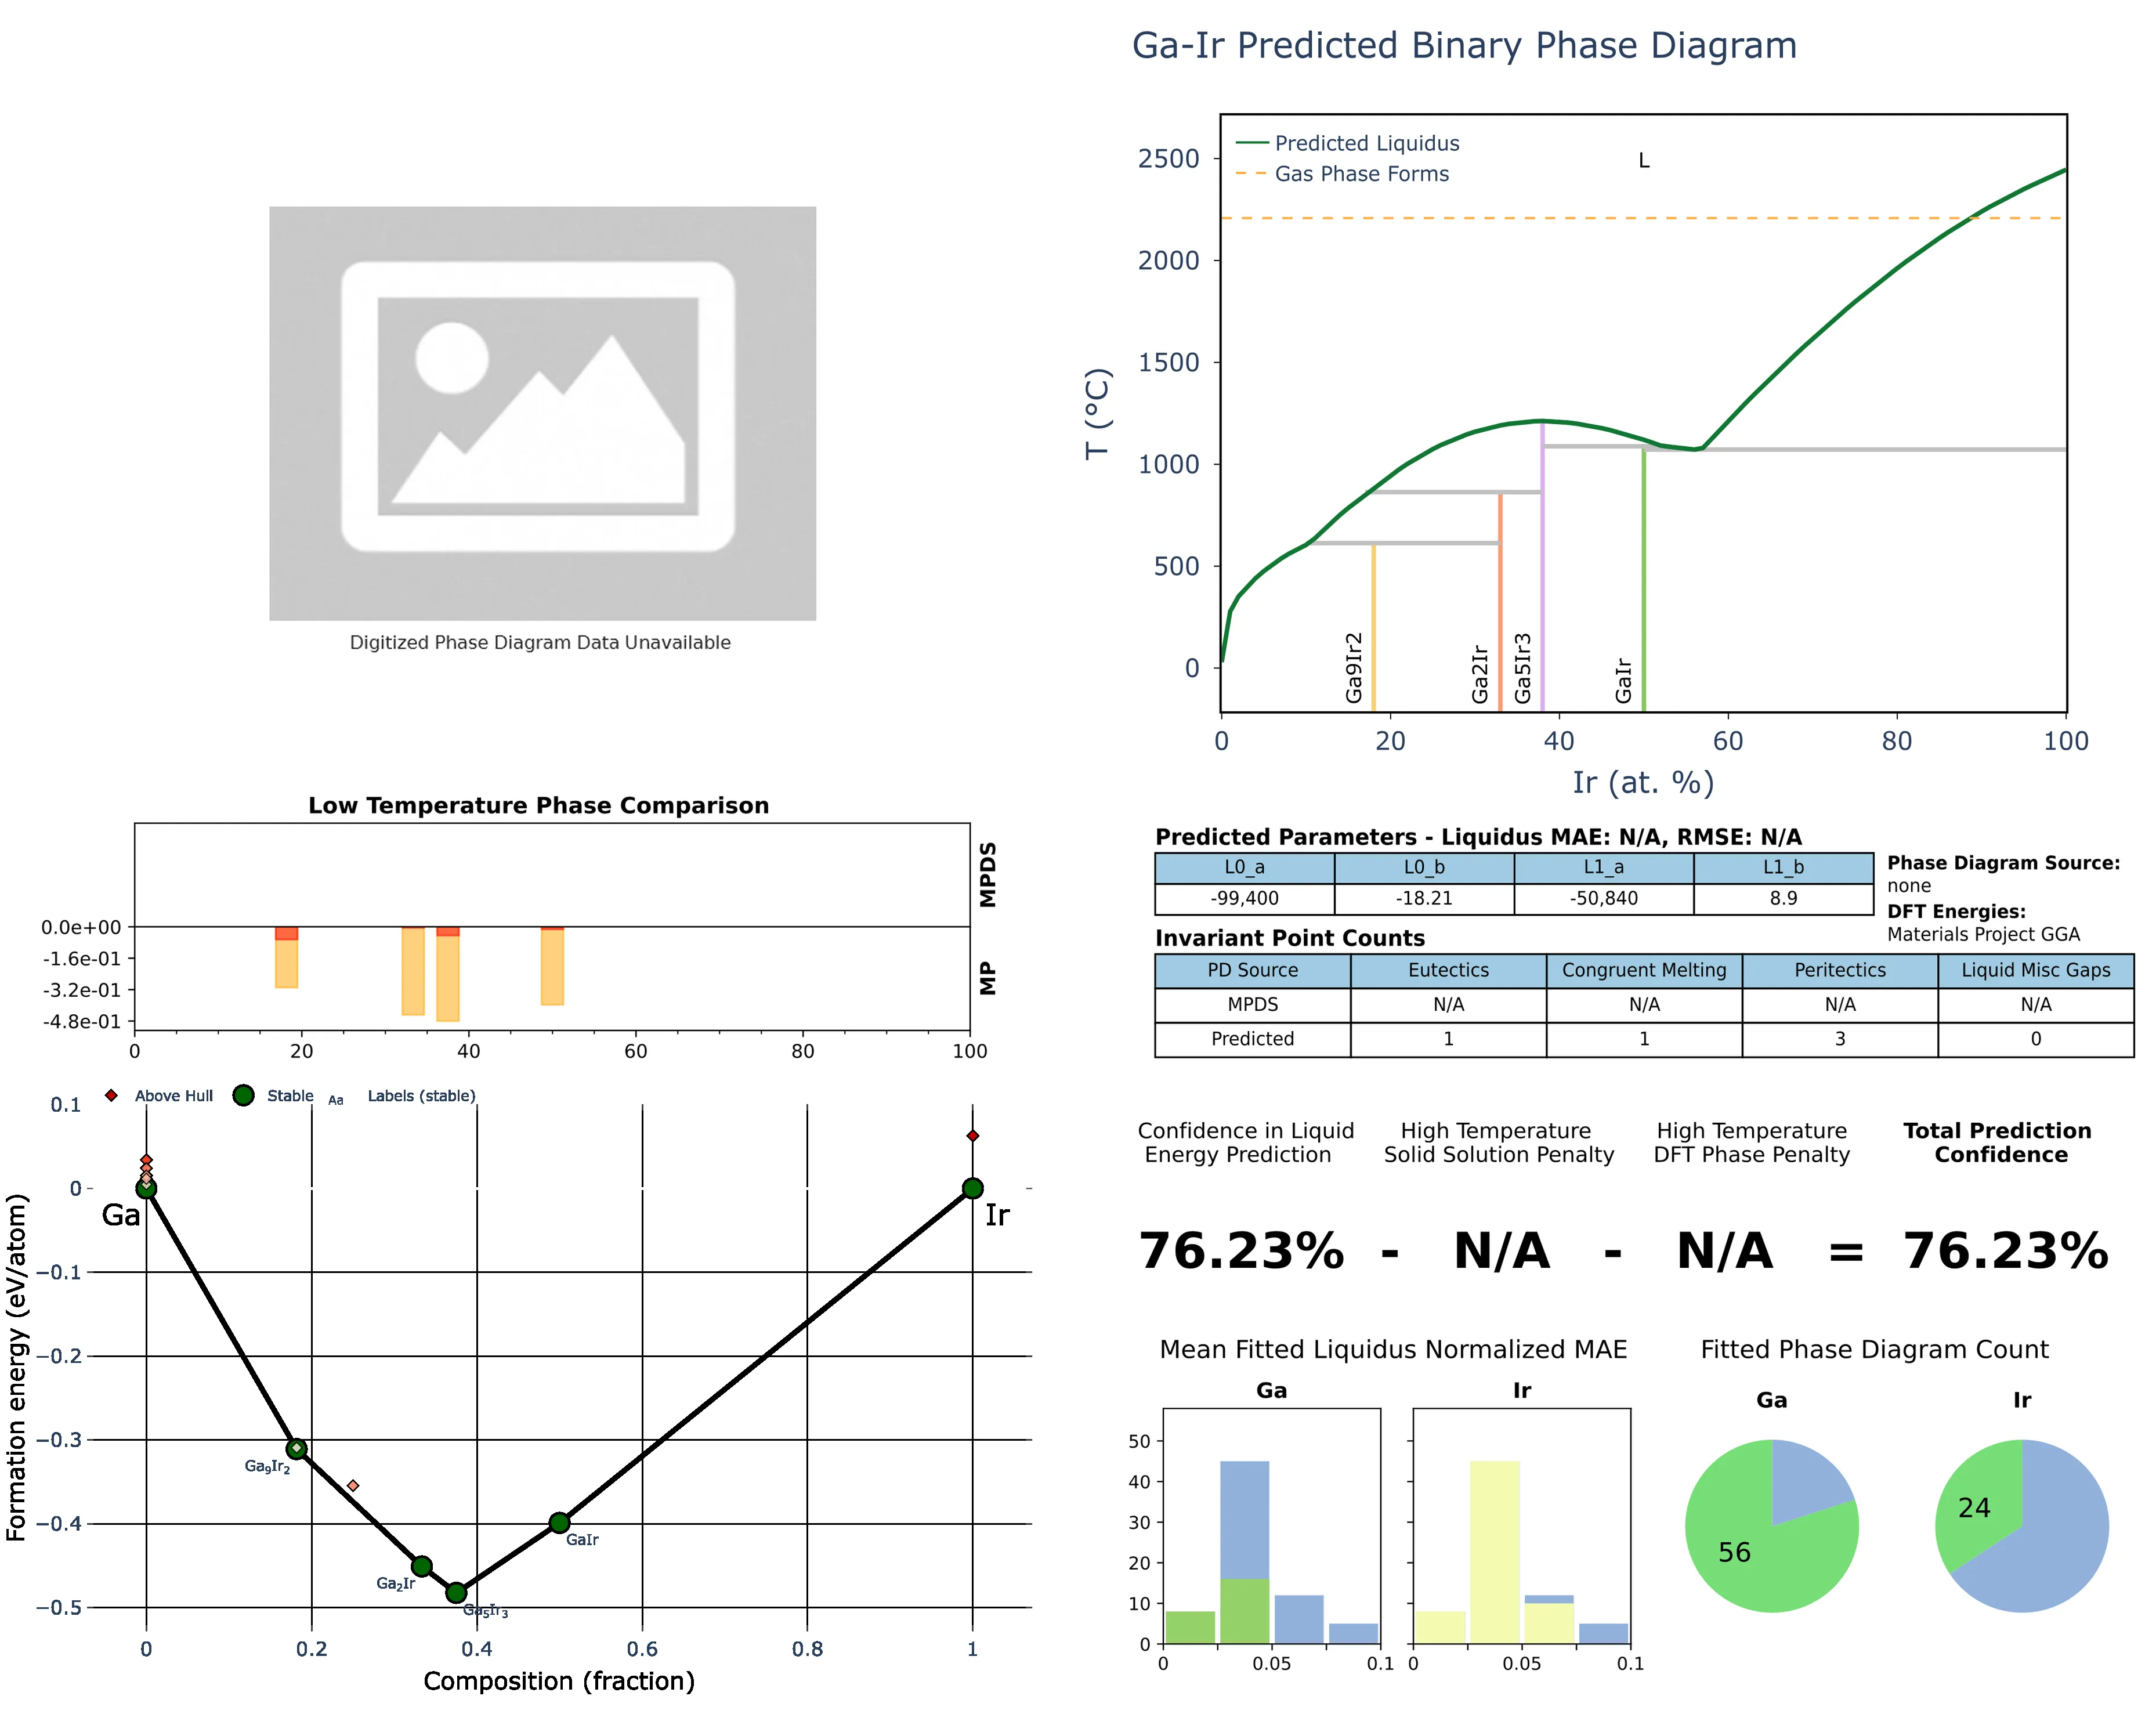 Ga-Ir Predicted Binary Phase Diagram
Predicted Liquidus
Gas Phase Forms
L
2500
2000
1500
1000
500
0
T (°C)
Ga9Ir2
Ga2Ir
Ga5Ir3
GaIr
0 20 40 60 80 100
Ir (at. %)
Digitized Phase Diagram Data Unavailable
Low Temperature Phase Comparison
MPDS
MP
0.0e+00
-1.6e-01
-3.2e-01
-4.8e-01
0 20 40 60 80 100
Predicted Parameters - Liquidus MAE: N/A, RMSE: N/A
L0_a L0_b L1_a L1_b
-99,400 -18.21 -50,840 8.9
Phase Diagram Source:
none
DFT Energies:
Materials Project GGA
Invariant Point Counts
PD Source Eutectics Congruent Melting Peritectics Liquid Misc Gaps
MPDS N/A N/A N/A N/A
Predicted 1 1 3 0
Above Hull Stable Aa Labels (stable)
0.1
0
−0.1
−0.2
−0.3
−0.4
−0.5
Formation energy (eV/atom)
Ga
Ir
Ga₉Ir₂
Ga₂Ir
Ga₅Ir₃
GaIr
0 0.2 0.4 0.6 0.8 1
Composition (fraction)
Confidence in Liquid
Energy Prediction
High Temperature
Solid Solution Penalty
High Temperature
DFT Phase Penalty
Total Prediction
Confidence
76.23% - N/A - N/A = 76.23%
Mean Fitted Liquidus Normalized MAE
Ga
Ir
50
40
30
20
10
0
0 0.05 0.1
0 0.05 0.1
Fitted Phase Diagram Count
Ga
Ir
56
24